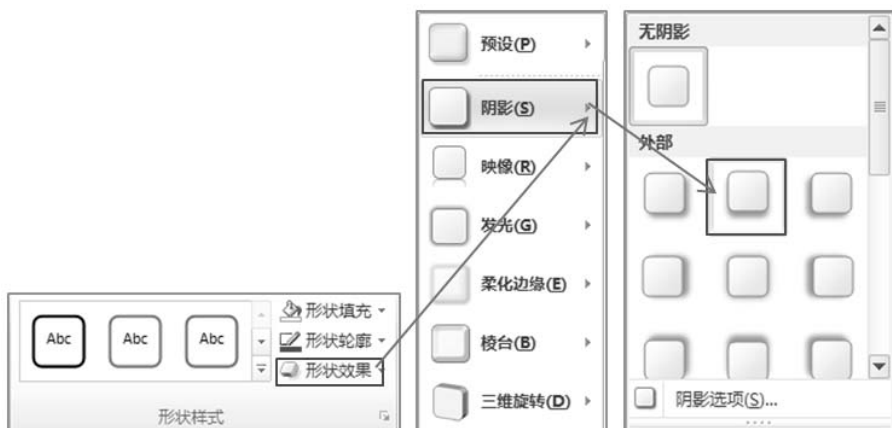 预设(P)
阴影(S)
映像(R)
发光(G)
柔化边缘(E)
棱台(B)
三维旋转(D)
无阴影
外部
阴影选项(S)...
Abc Abc Abc
形状填充
形状轮廓
形状效果
形状样式